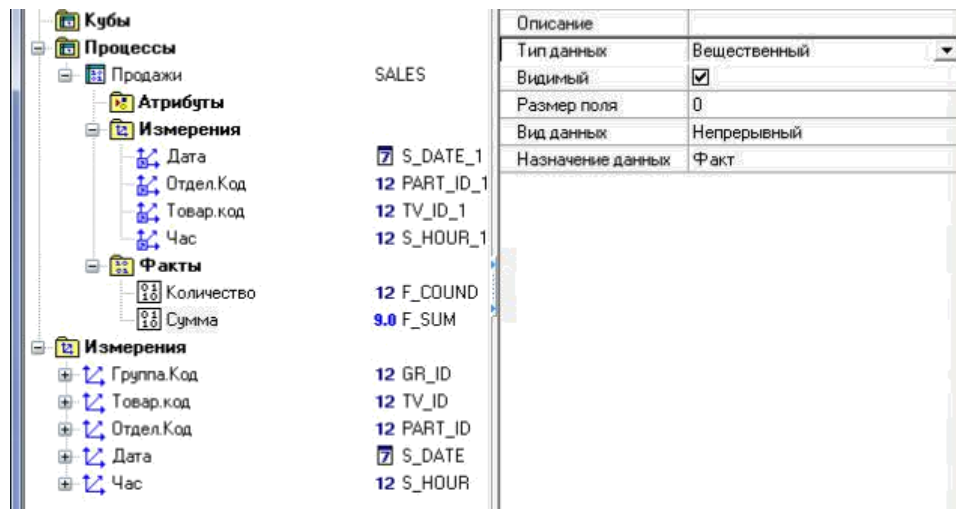 Кубы
Процессы
Продажи SALES
Атрибуты
Измерения
Дата 7 S_DATE_1
Отдел.Код 12 PART_ID_1
Товар.код 12 TV_ID_1
Час 12 S_HOUR_1
Факты
Количество 12 F_COUND
Сумма 9.0 F_SUM
Измерения
Группа.Код 12 GR_ID
Товар.код 12 TV_ID
Отдел.Код 12 PART_ID
Дата 7 S_DATE
Час 12 S_HOUR
Описание
Тип данных Вещественный
Видимый
Размер поля 0
Вид данных Непрерывный
Назначение данных Факт